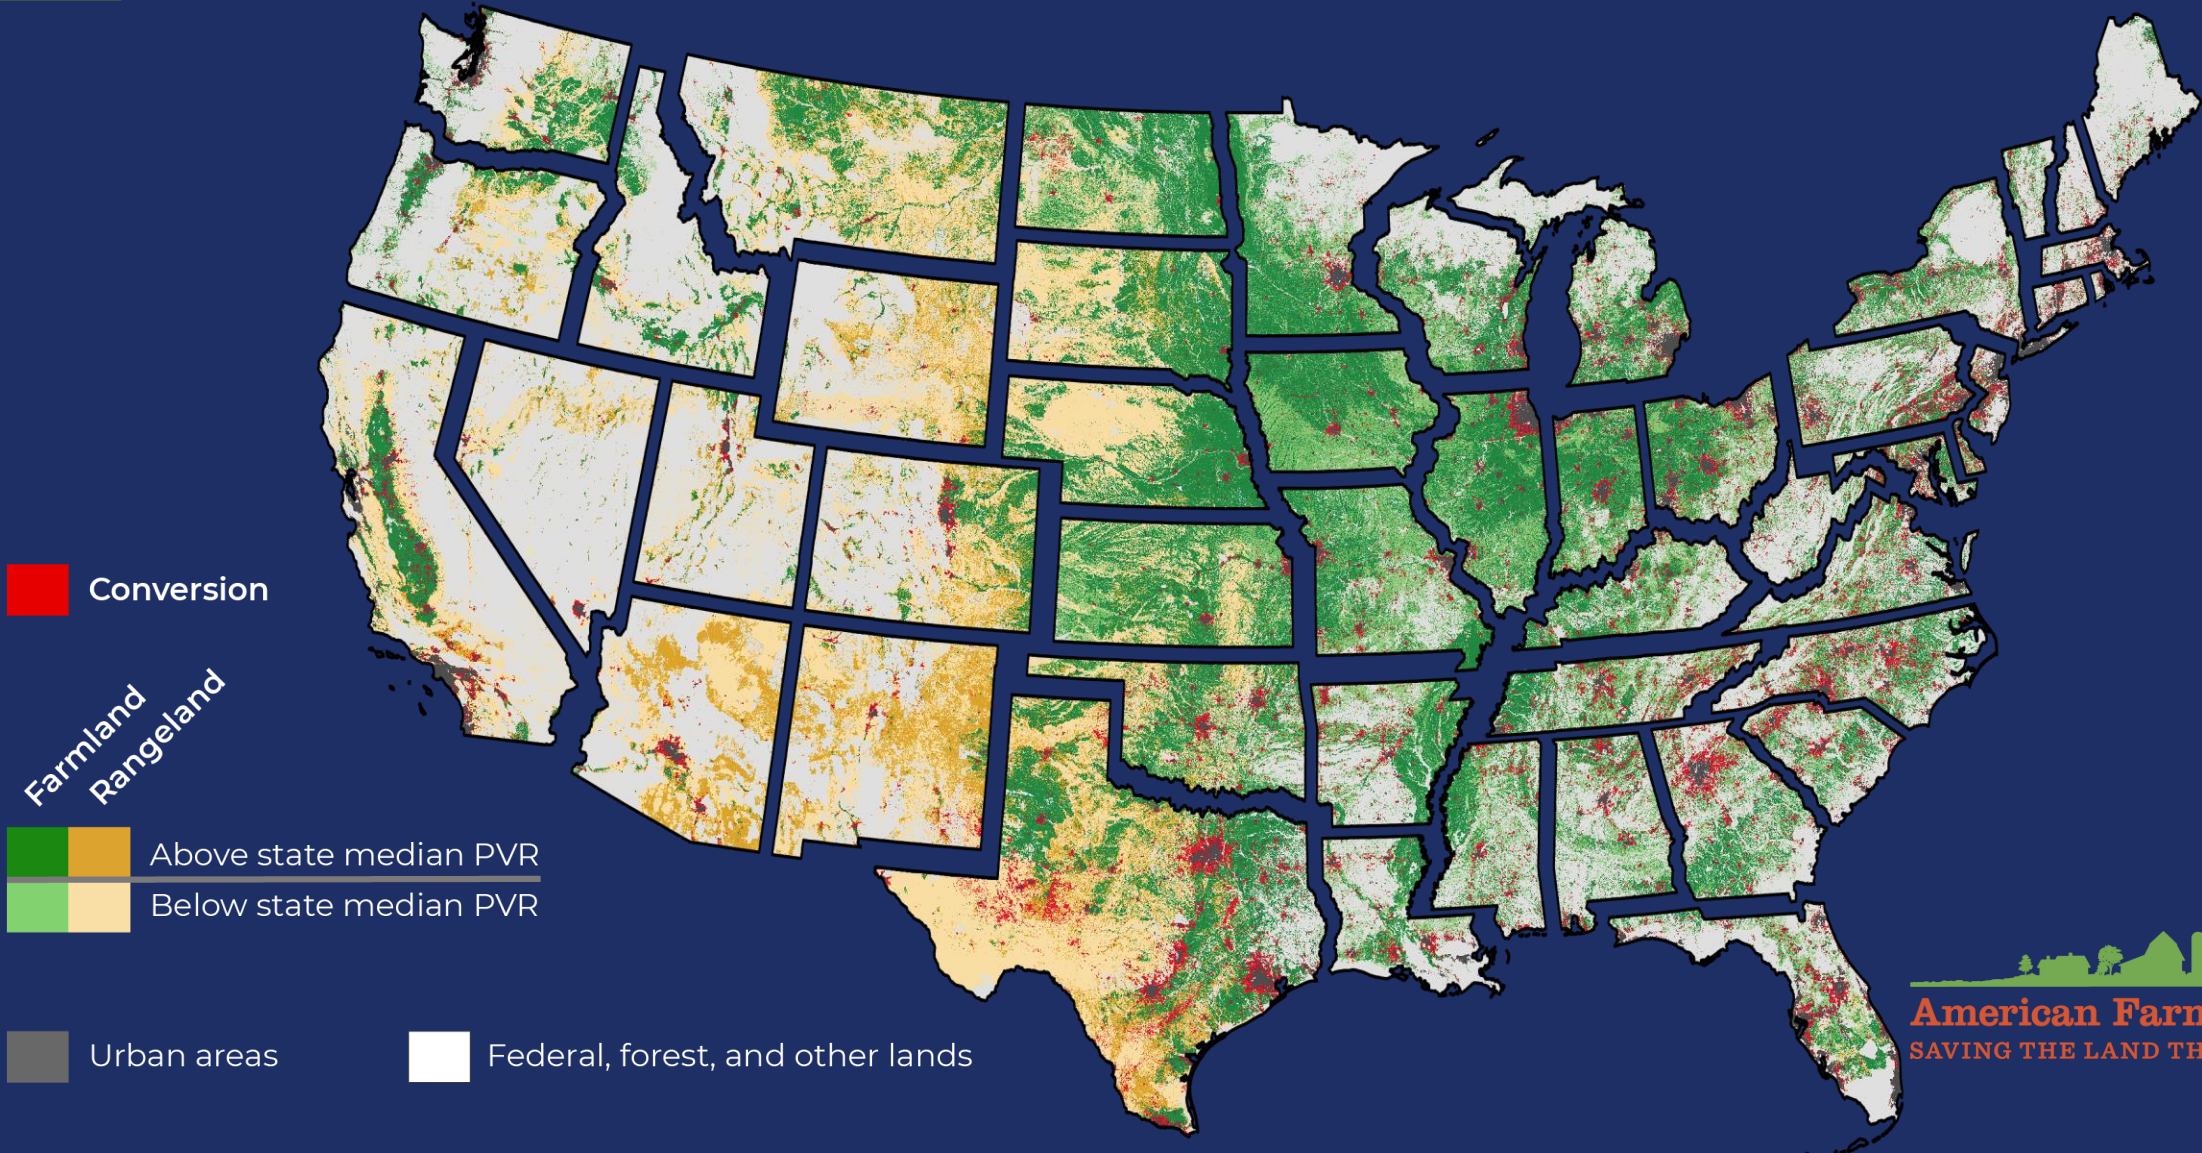 Conversion
Farmland
Rangeland
Above state median PVR
Below state median PVR
Urban areas
Federal, forest, and other lands
American Farm
SAVING THE LAND TH